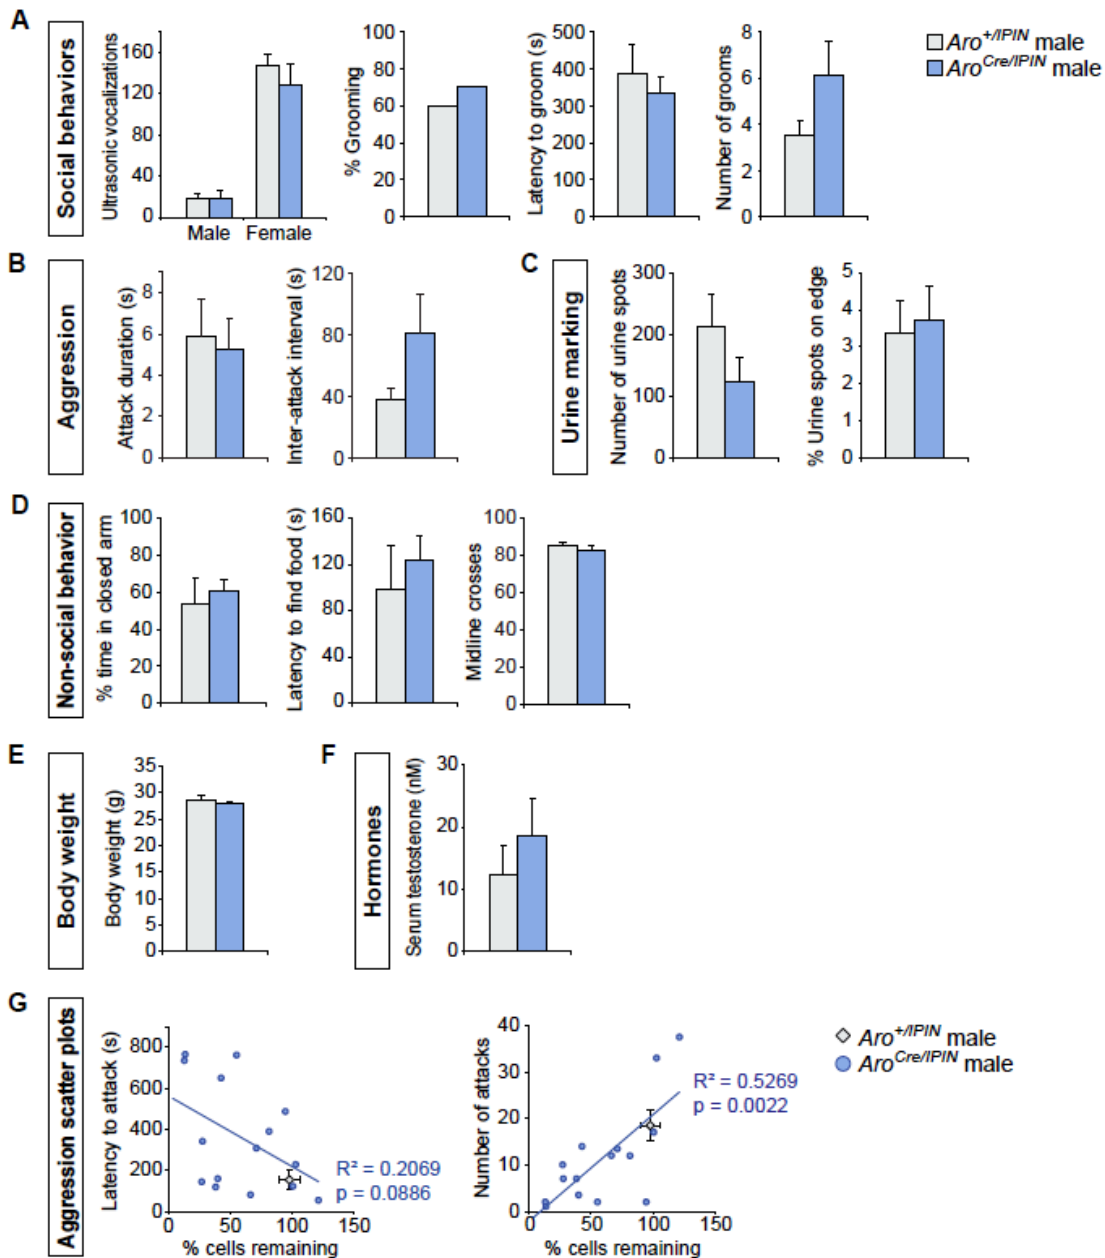 A
Social behaviors
Ultrasonic vocalizations
160
120
80
40
0
Male Female
% Grooming
100
80
60
40
20
0
Latency to groom (s)
500
400
300
200
100
0
Number of grooms
8
6
4
2
0
Aro+/IPIN male
AroCre/IPIN male
B
Aggression
Attack duration (s)
8
6
4
2
0
Inter-attack interval (s)
120
80
40
0
C
Urine marking
Number of urine spots
300
200
100
0
% Urine spots on edge
5
4
3
2
1
0
D
Non-social behavior
% time in closed arm
100
80
60
40
20
0
Latency to find food (s)
160
120
80
40
0
Midline crosses
100
80
60
40
20
0
E
Body weight
Body weight (g)
35
30
25
20
15
10
5
0
F
Hormones
Serum testosterone (nM)
30
20
10
0
G
Aggression scatter plots
Latency to attack (s)
800
600
400
200
0
0 50 100 150
% cells remaining
R² = 0.2069
p = 0.0886
Number of attacks
40
30
20
10
0
0 50 100 150
% cells remaining
R² = 0.5269
p = 0.0022
Aro+/IPIN male
AroCre/IPIN male